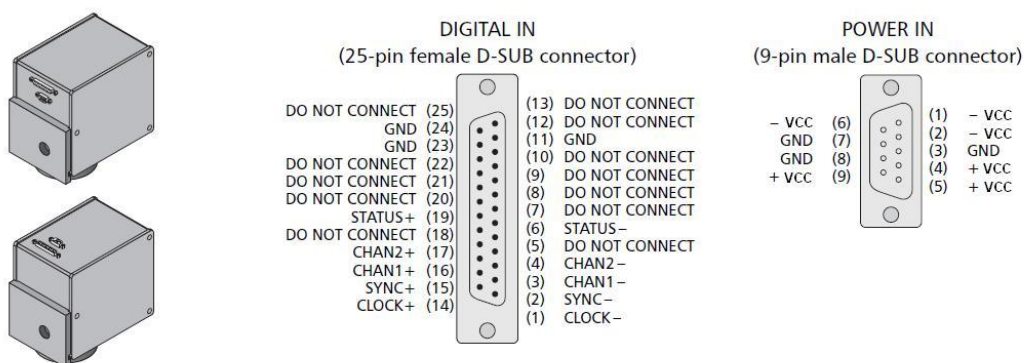 DIGITAL IN
(25-pin female D-SUB connector)
DO NOT CONNECT (25)
GND (24)
GND (23)
DO NOT CONNECT (22)
DO NOT CONNECT (21)
DO NOT CONNECT (20)
STATUS+ (19)
DO NOT CONNECT (18)
CHAN2+ (17)
CHAN1+ (16)
SYNC+ (15)
CLOCK+ (14)
(13) DO NOT CONNECT
(12) DO NOT CONNECT
(11) GND
(10) DO NOT CONNECT
(9) DO NOT CONNECT
(8) DO NOT CONNECT
(7) DO NOT CONNECT
(6) STATUS−
(5) DO NOT CONNECT
(4) CHAN2−
(3) CHAN1−
(2) SYNC−
(1) CLOCK−
POWER IN
(9-pin male D-SUB connector)
− VCC (6)
GND (7)
GND (8)
+ VCC (9)
(1) − VCC
(2) − VCC
(3) GND
(4) + VCC
(5) + VCC